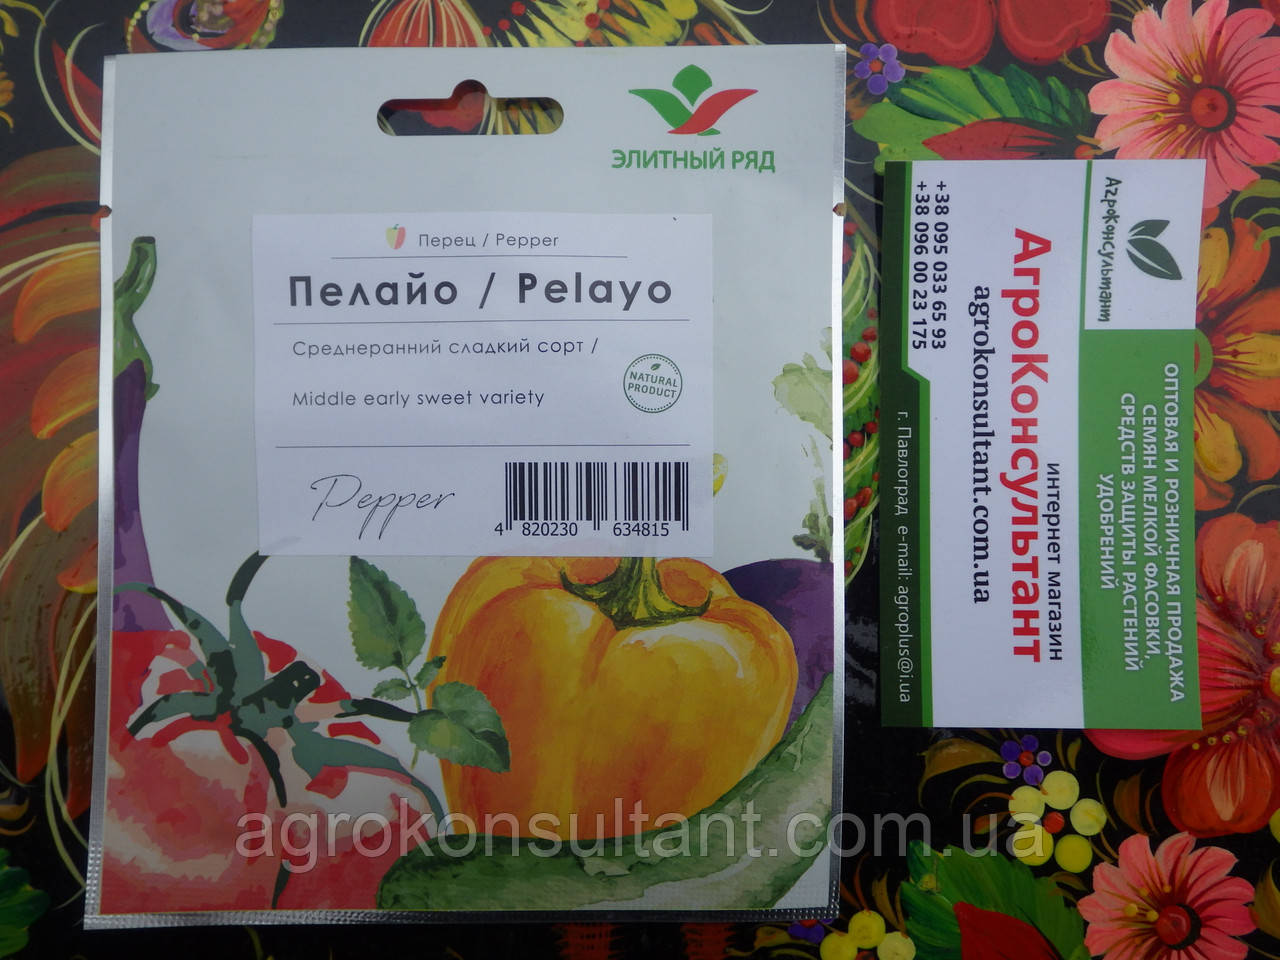 ЭЛИТНЫЙ РЯД
Перец / Pepper
Пелайо / Pelayo
Среднеранний сладкий сорт /
Middle early sweet variety
NATURAL
PRODUCT
Pepper
4 820230 634815
АгроКонсультант
ОПТОВАЯ И РОЗНИЧНАЯ ПРОДАЖА
СЕМЯН МЕЛКОЙ ФАСОВКИ,
СРЕДСТВ ЗАЩИТЫ РАСТЕНИЙ
УДОБРЕНИЙ
интернет магазин
АгроКонсультант
agrokonsultant.com.ua
+38 095 033 65 93
+38 096 00 23 175
г. Павлоград e-mail: agroplus@i.ua
agrokonsultant.com.ua